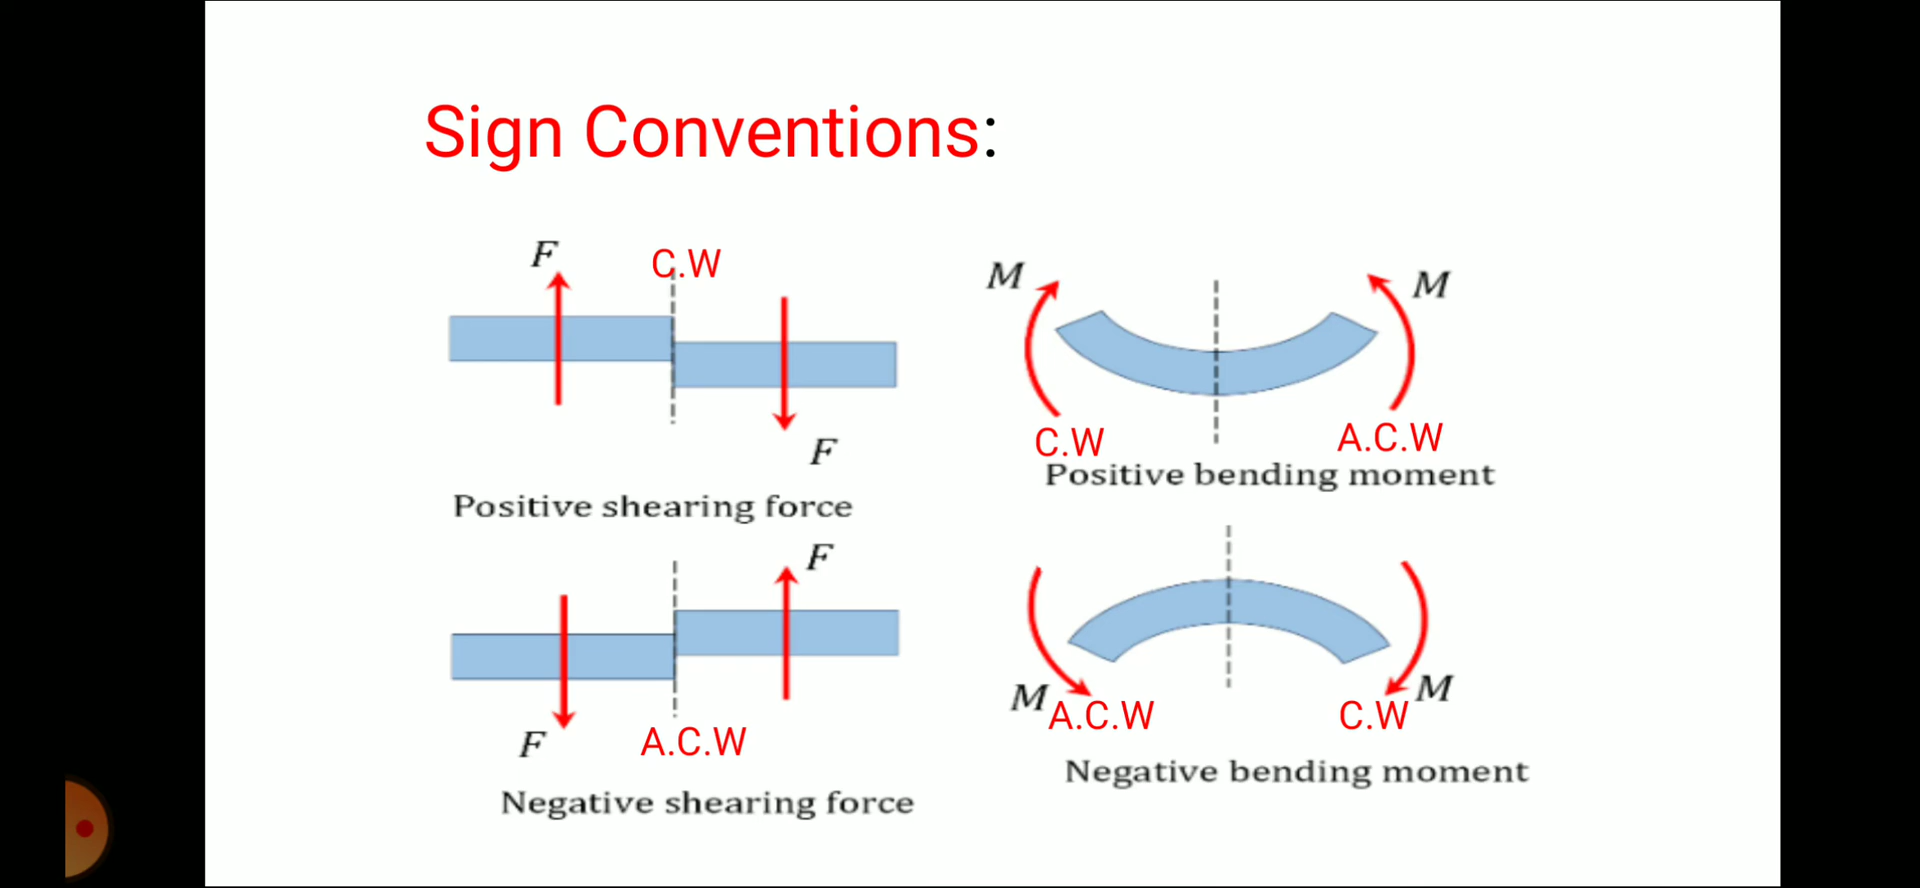 Sign Conventions:
F
C.W
F
Positive shearing force
M
M
C.W
A.C.W
Positive bending moment
F
F
A.C.W
Negative shearing force
M
A.C.W
C.W
M
Negative bending moment